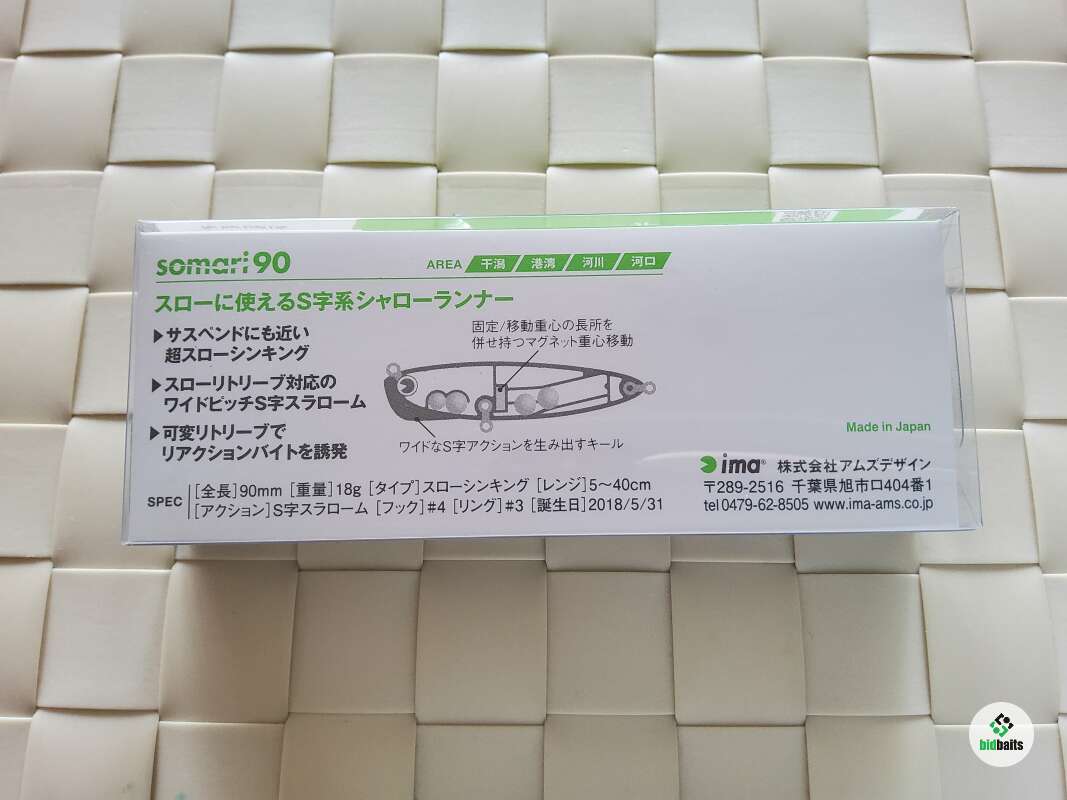 somari90
AREA 干潟 港湾 河川 河口
スローに使えるS字系シャローランナー
▶サスペンドにも近い
超スローシンキング
▶スローリトリーブ対応の
ワイドピッチS字スラローム
▶可変リトリーブで
リアクションバイトを誘発
固定/移動重心の長所を
併せ持つマグネット重心移動
ワイドなS字アクションを生み出すキール
SPEC
[全長]90mm [重量]18g [タイプ]スローシンキング [レンジ]5〜40cm
[アクション]S字スラローム [フック]#4 [リング]#3 [誕生日]2018/5/31
Made in Japan
ima® 株式会社アムズデザイン
〒289-2516 千葉県旭市ロ404番1
tel 0479-62-8505 www.ima-ams.co.jp
bidbaits